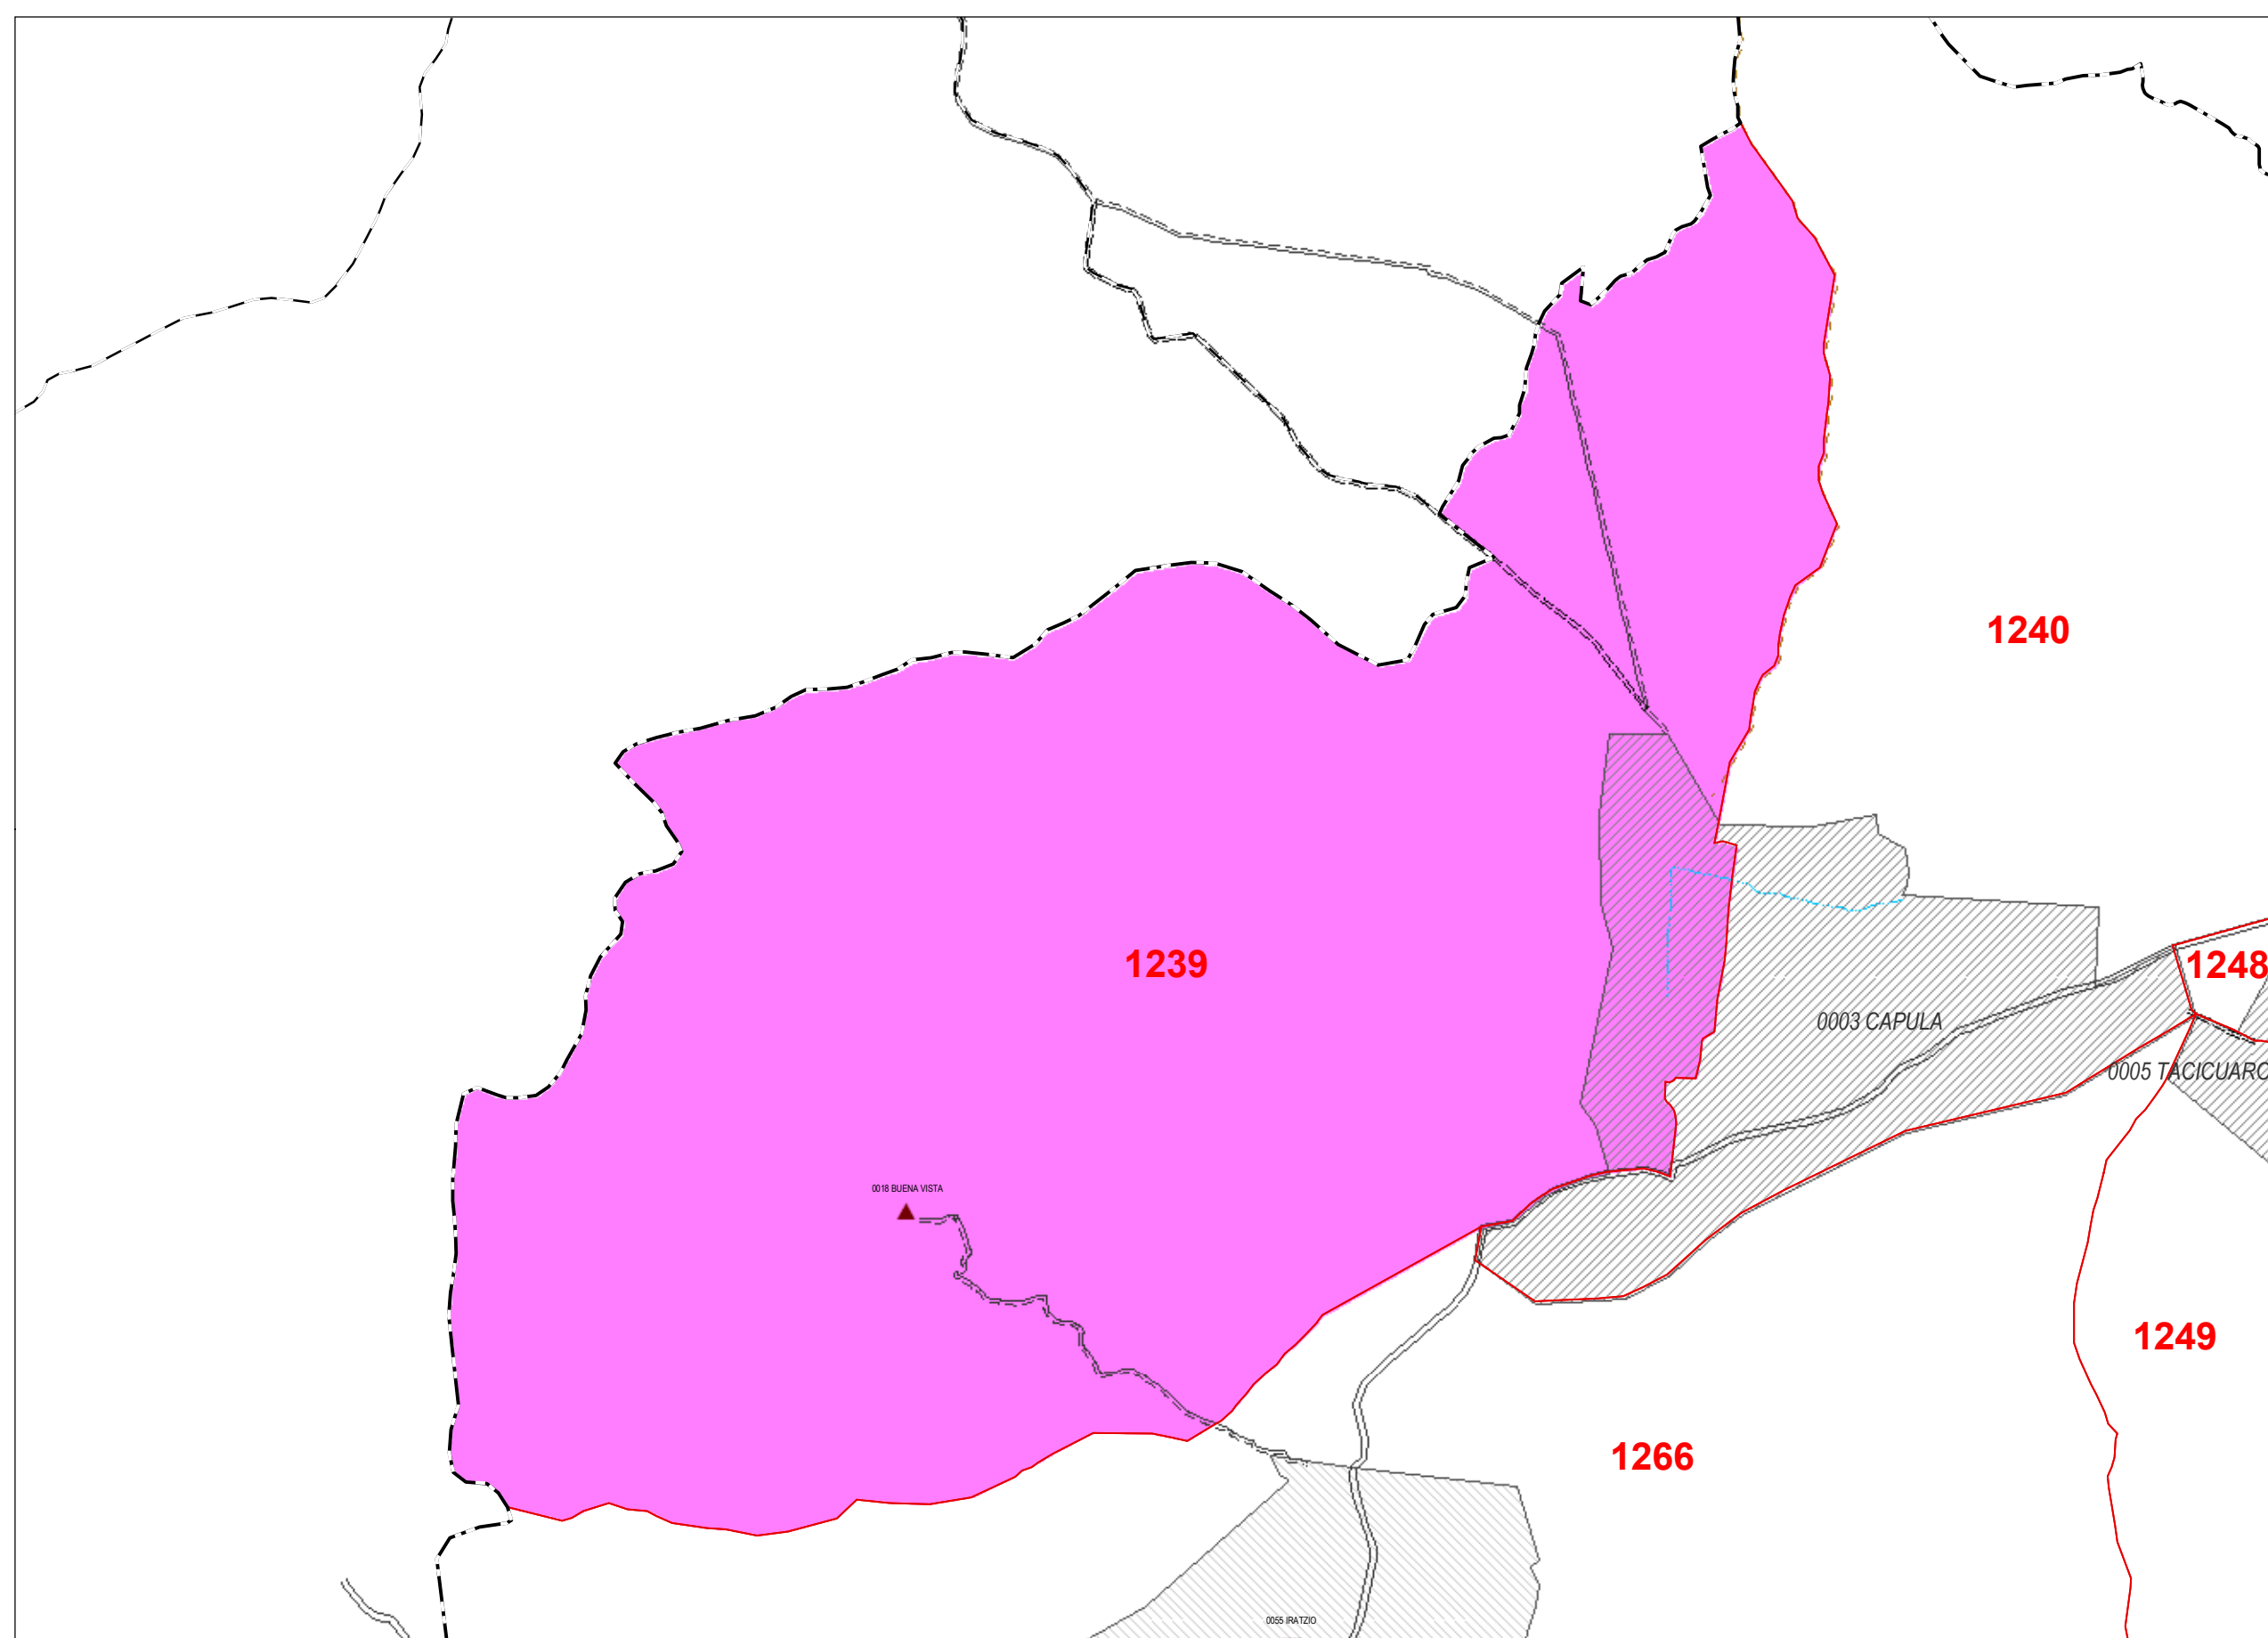 1240
1239
1248
0003 CAPULA
0005 TACICUARO
0018 BUENA VISTA
1249
1266
0055 IRATZIO